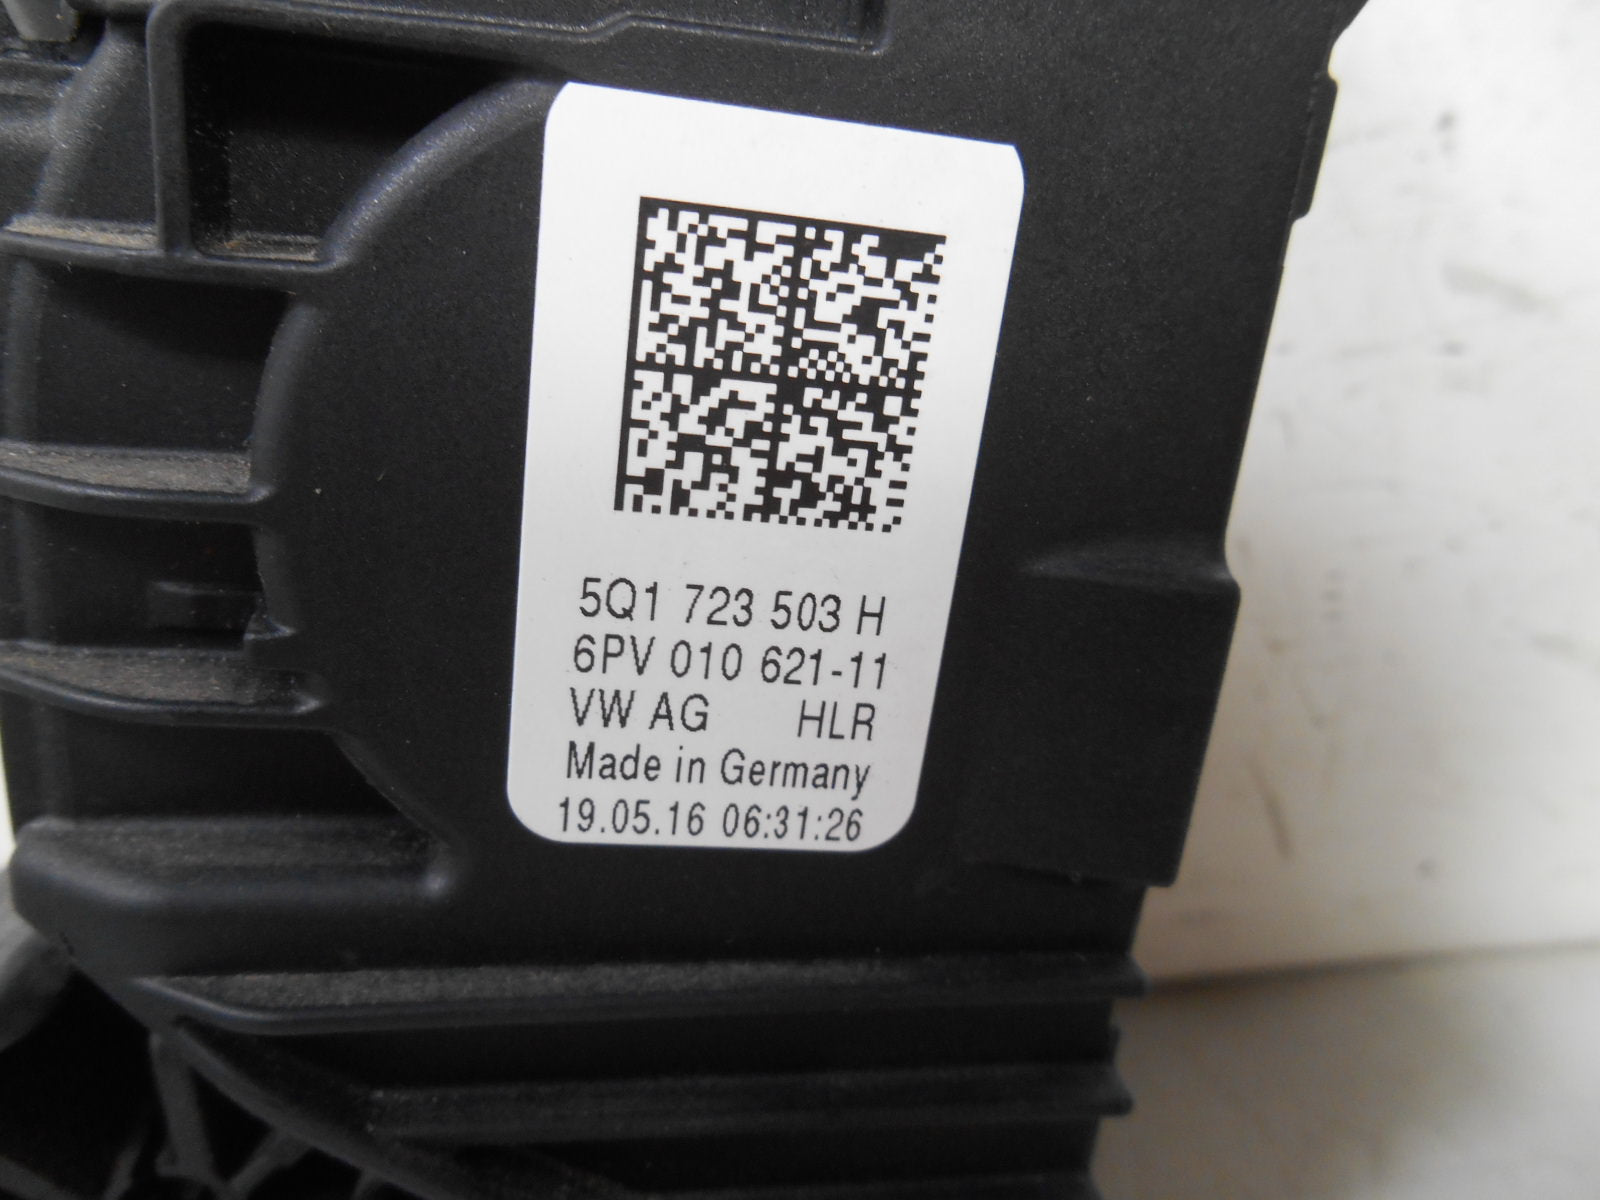 5Q1 723 503 H
6PV 010 621-11
VW AG HLR
Made in Germany
19.05.16 06:31:26